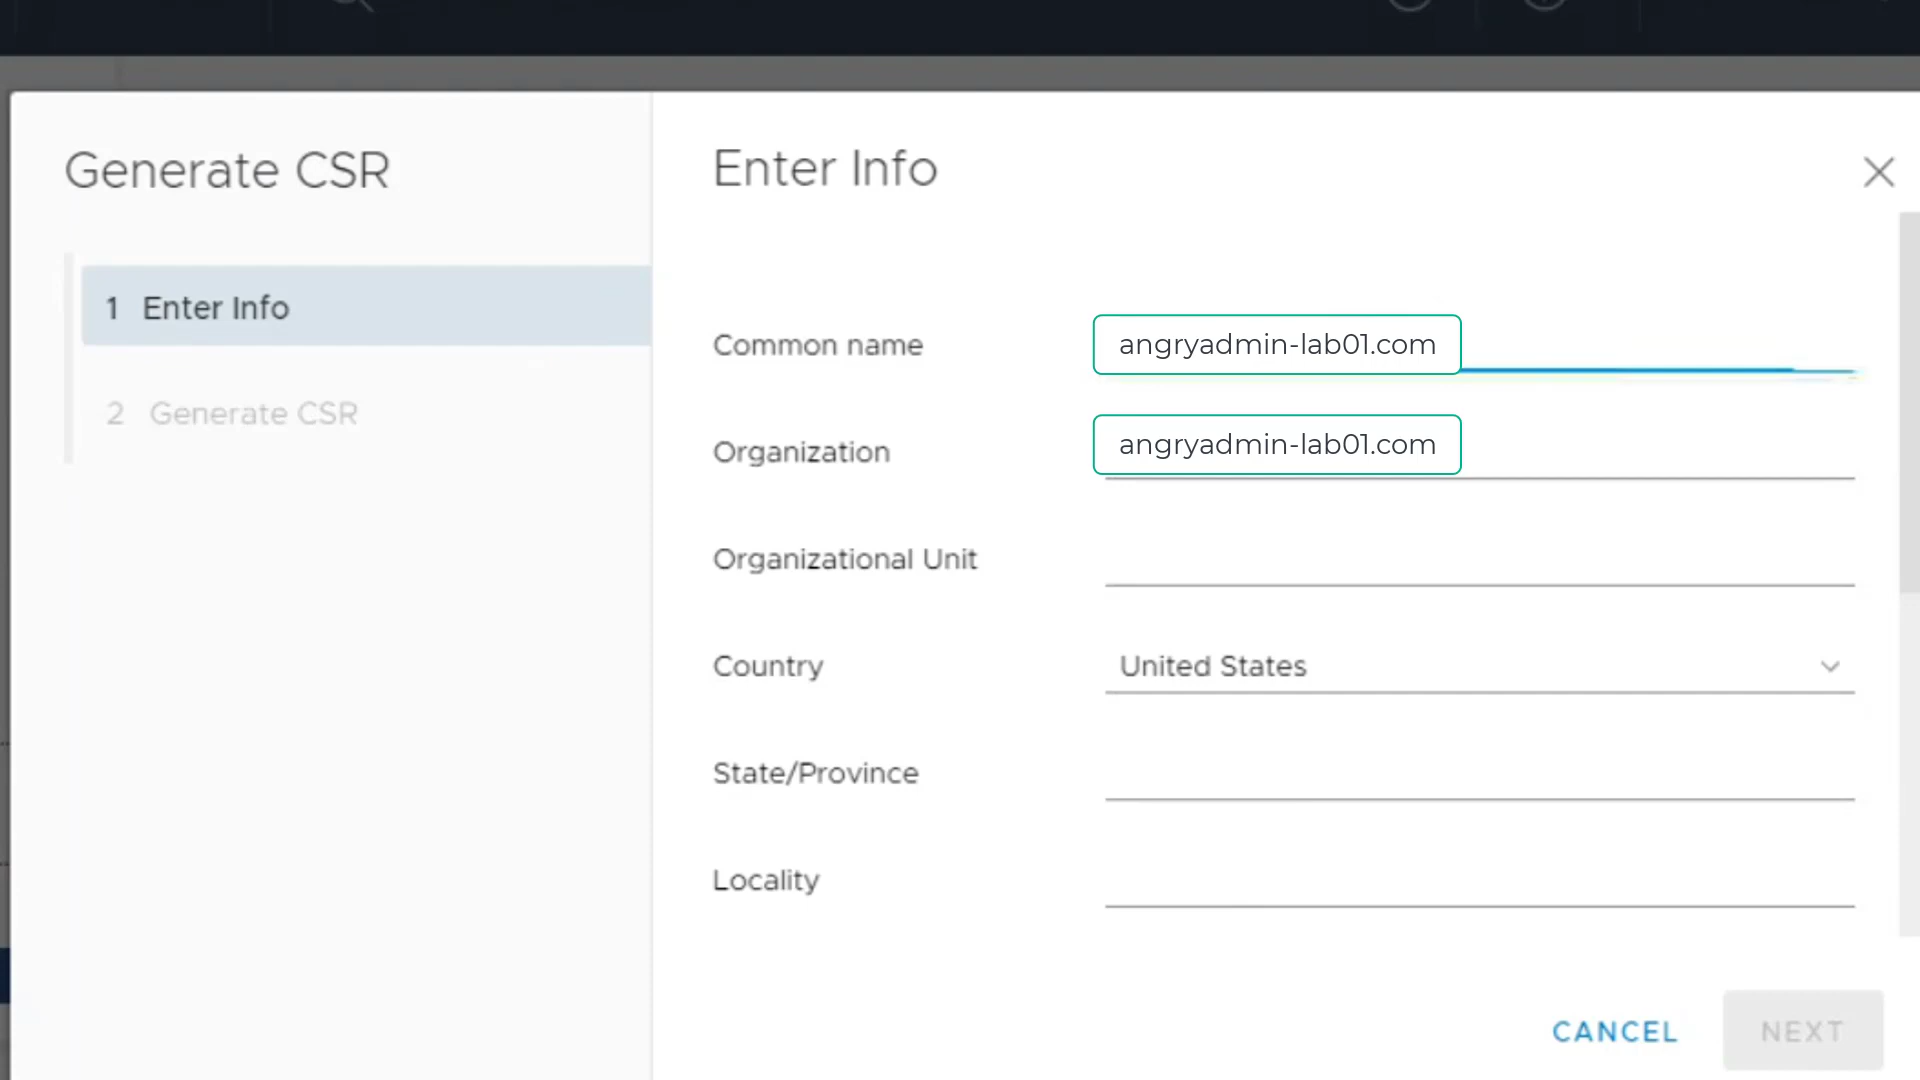 Generate CSR
1 Enter Info
2 Generate CSR
Enter Info
Common name angryadmin-lab01.com
Organization angryadmin-lab01.com
Organizational Unit
Country United States
State/Province
Locality
CANCEL NEXT